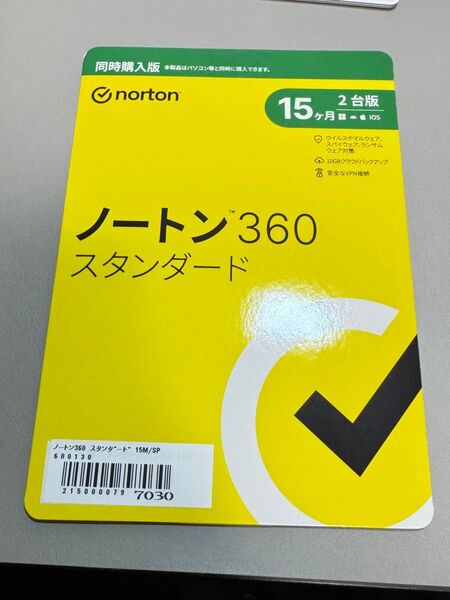 同時購入版 本製品はパソコン等と同時に購入できます。
norton
15ヶ月
2台版
iOS
ウイルスやマルウェア、
スパイウェア、ランサム
ウェア対策
10GBクラウドバックアップ
安全なVPN接続
ノートン™ 360
スタンダード
ノートン360 スタンダード 15M/SP
600130
215000079 7030